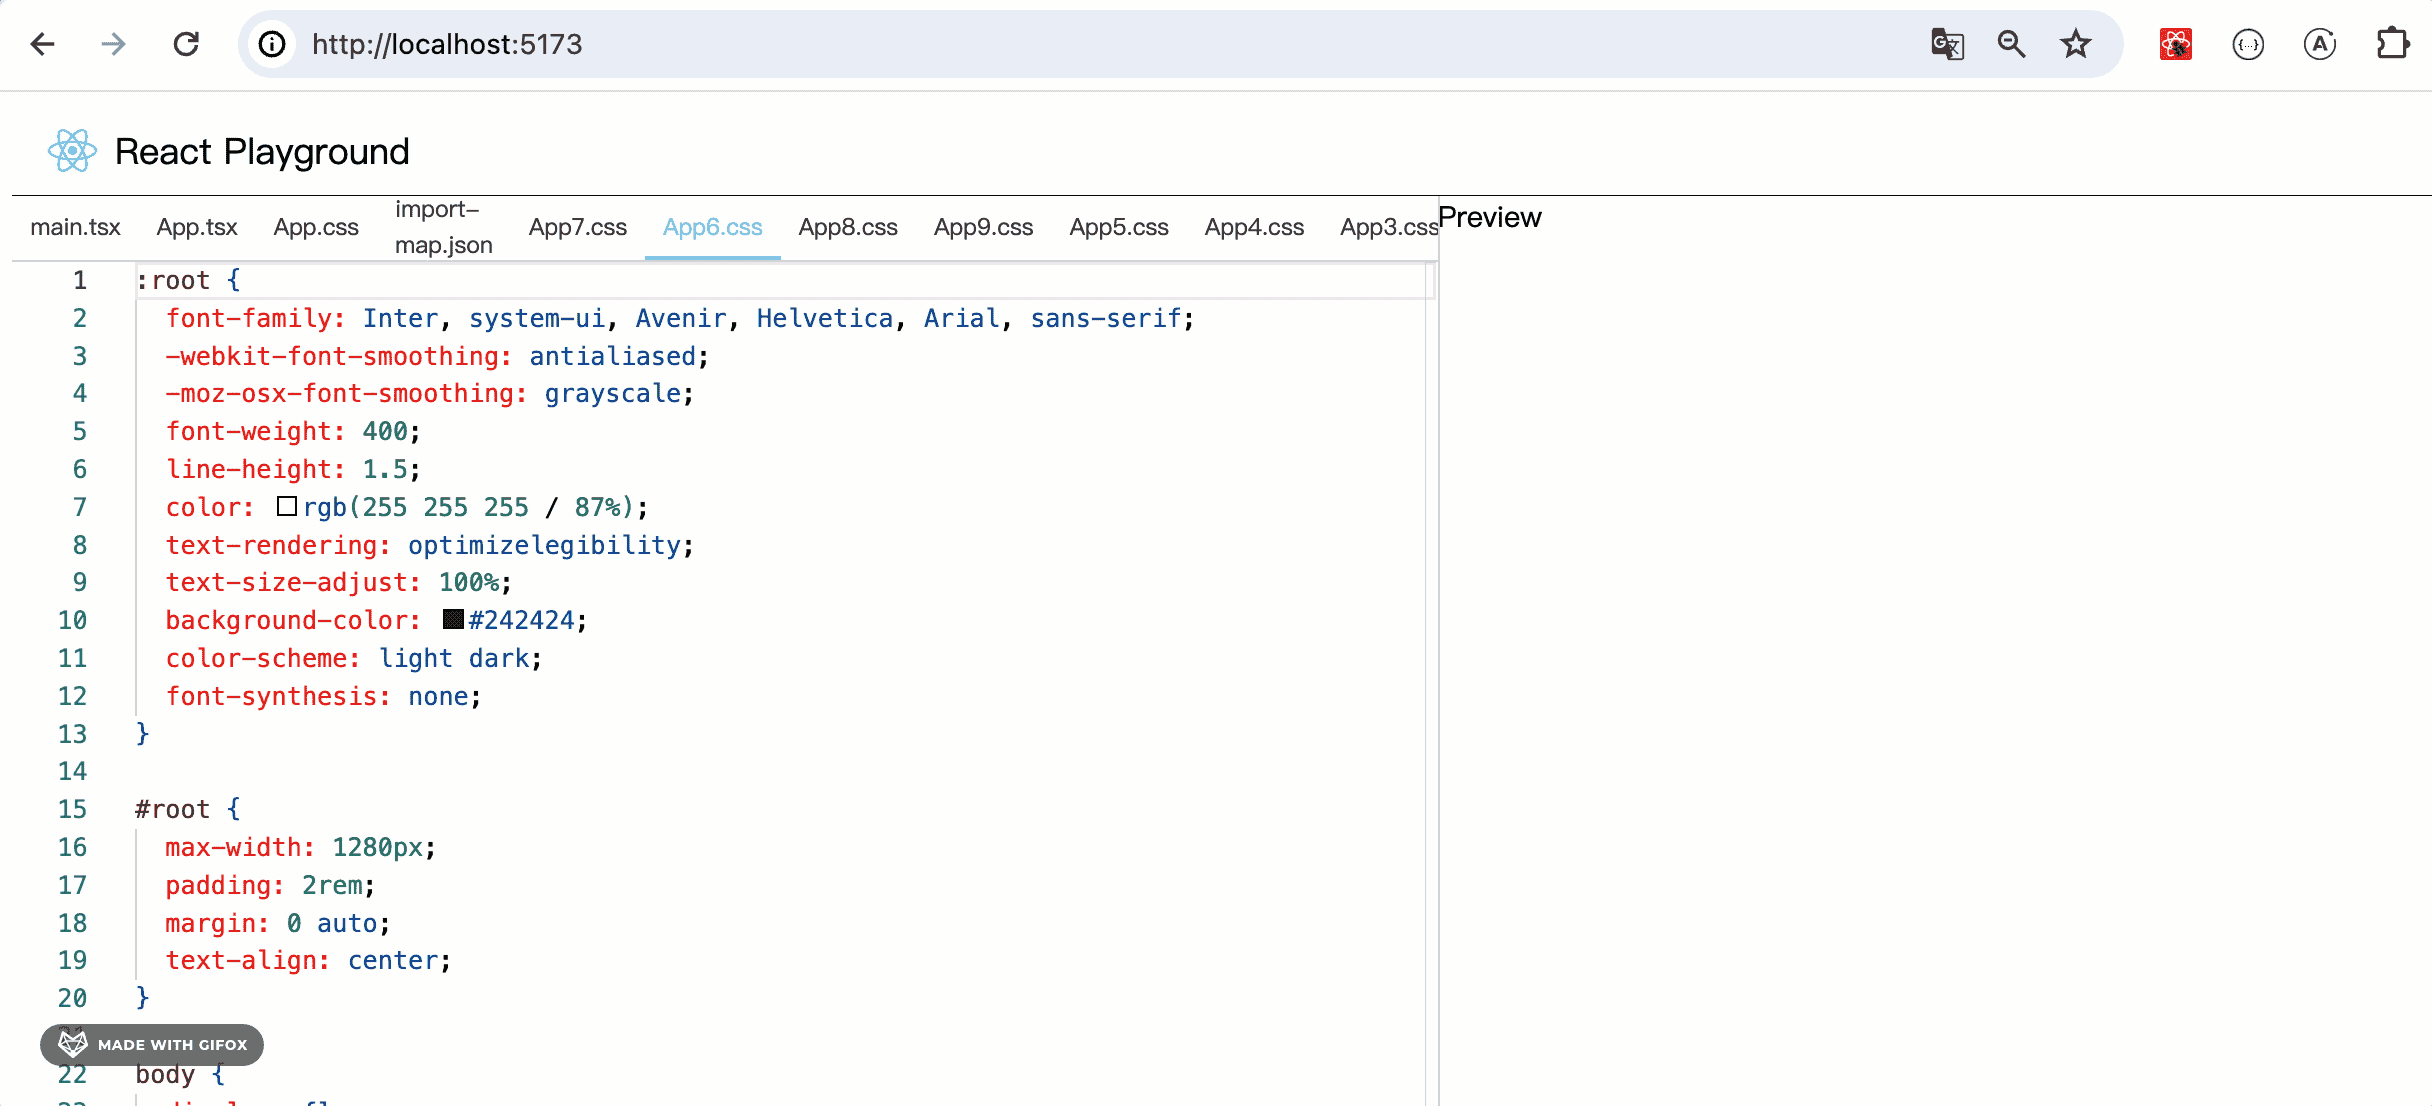 http://localhost:5173
React Playground
main.tsx App.tsx App.css import-map.json App7.css App6.css App8.css App9.css App5.css App4.css App3.css
Preview
1 :root {
2 font-family: Inter, system-ui, Avenir, Helvetica, Arial, sans-serif;
3 -webkit-font-smoothing: antialiased;
4 -moz-osx-font-smoothing: grayscale;
5 font-weight: 400;
6 line-height: 1.5;
7 color: rgb(255 255 255 / 87%);
8 text-rendering: optimizelegibility;
9 text-size-adjust: 100%;
10 background-color: #242424;
11 color-scheme: light dark;
12 font-synthesis: none;
13 }
14
15 #root {
16 max-width: 1280px;
17 padding: 2rem;
18 margin: 0 auto;
19 text-align: center;
20 }
MADE WITH GIFOX
22 body {